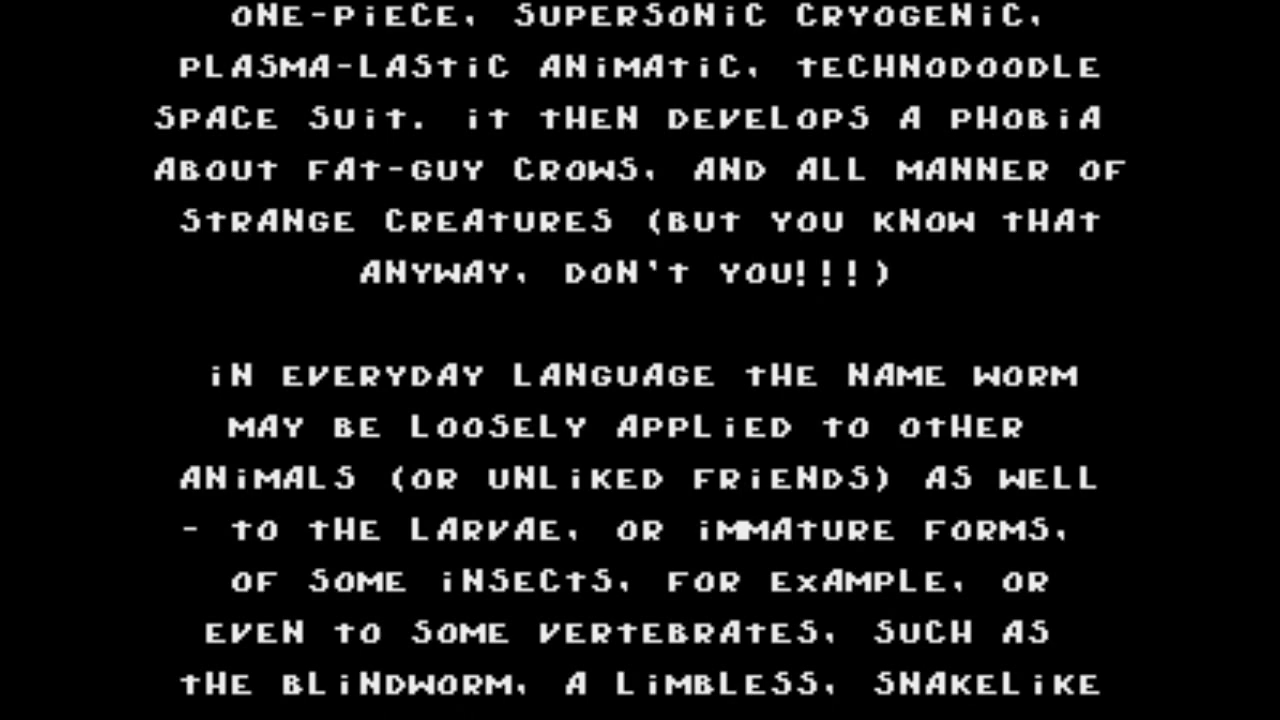 ONE-PiECE, SUPERSONiC CRYOGENiC,
PLASMA-LAStiC ANiMAtiC, tECHNODOODLE
SPACE SUit. it tHEN DEVELOPS A PHOBiA
ABOUt FAt-GUY CROWS, AND ALL MANNER OF
StRANGE CREAtURES (BUt YOU KNOW tHAt
ANYWAY, DON't YOU!!!)
iN EVERYDAY LANGUAGE tHE NAME WORM
MAY BE LOOSELY APPLiED tO OtHER
ANiMALS (OR UNLiKED FRiENDS) AS WELL
- tO tHE LARVAE, OR iMMAtURE FORMS,
OF SOME iNSECtS, FOR EXAMPLE, OR
EVEN tO SOME VERtEBRAtES, SUCH AS
tHE BLiNDWORM, A LiMBLESS, SNAKELiKE